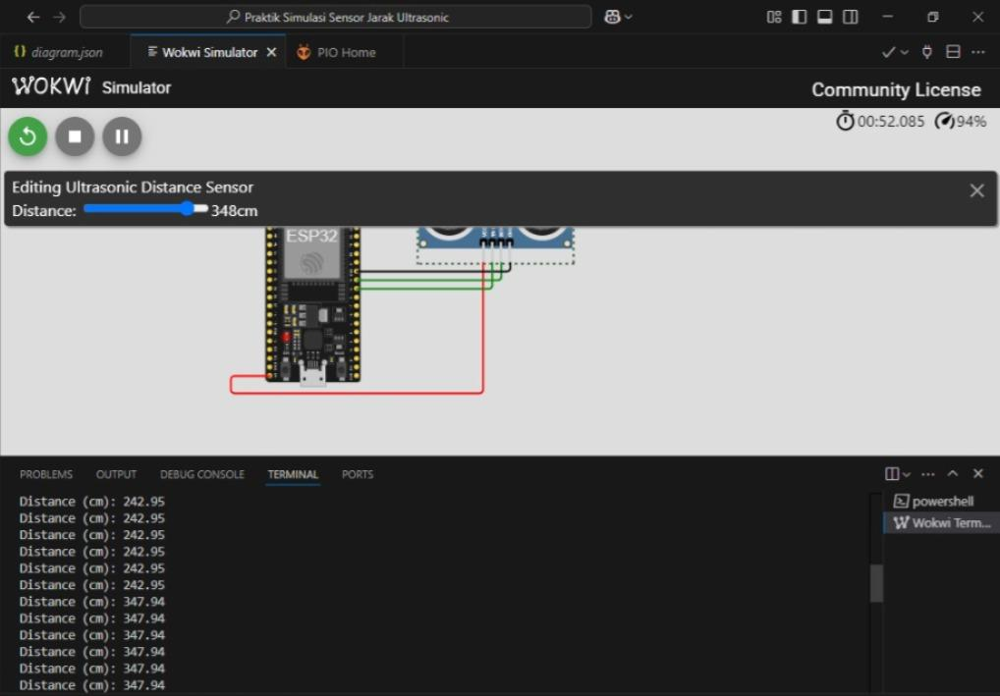 Praktik Simulasi Sensor Jarak Ultrasonic
{} diagram.json
Wokwi Simulator
PIO Home
WOKWI Simulator
Community License
00:52.085 94%
Editing Ultrasonic Distance Sensor
Distance: 348cm
ESP32
PROBLEMS OUTPUT DEBUG CONSOLE TERMINAL PORTS
Distance (cm): 242.95
Distance (cm): 242.95
Distance (cm): 242.95
Distance (cm): 242.95
Distance (cm): 242.95
Distance (cm): 242.95
Distance (cm): 347.94
Distance (cm): 347.94
Distance (cm): 347.94
Distance (cm): 347.94
Distance (cm): 347.94
Distance (cm): 347.94
powershell
Wokwi Term...